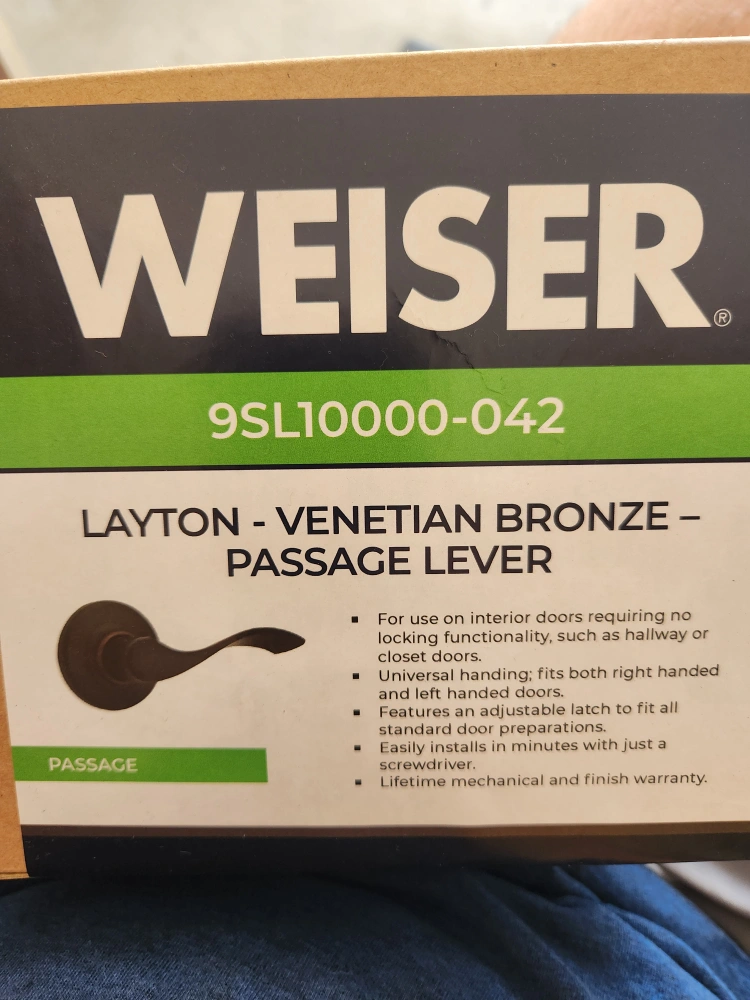 WEISER®
9SL10000-042
LAYTON - VENETIAN BRONZE –
PASSAGE LEVER
▪ For use on interior doors requiring no
locking functionality, such as hallway or
closet doors.
▪ Universal handing; fits both right handed
and left handed doors.
▪ Features an adjustable latch to fit all
standard door preparations.
▪ Easily installs in minutes with just a
screwdriver.
▪ Lifetime mechanical and finish warranty.
PASSAGE